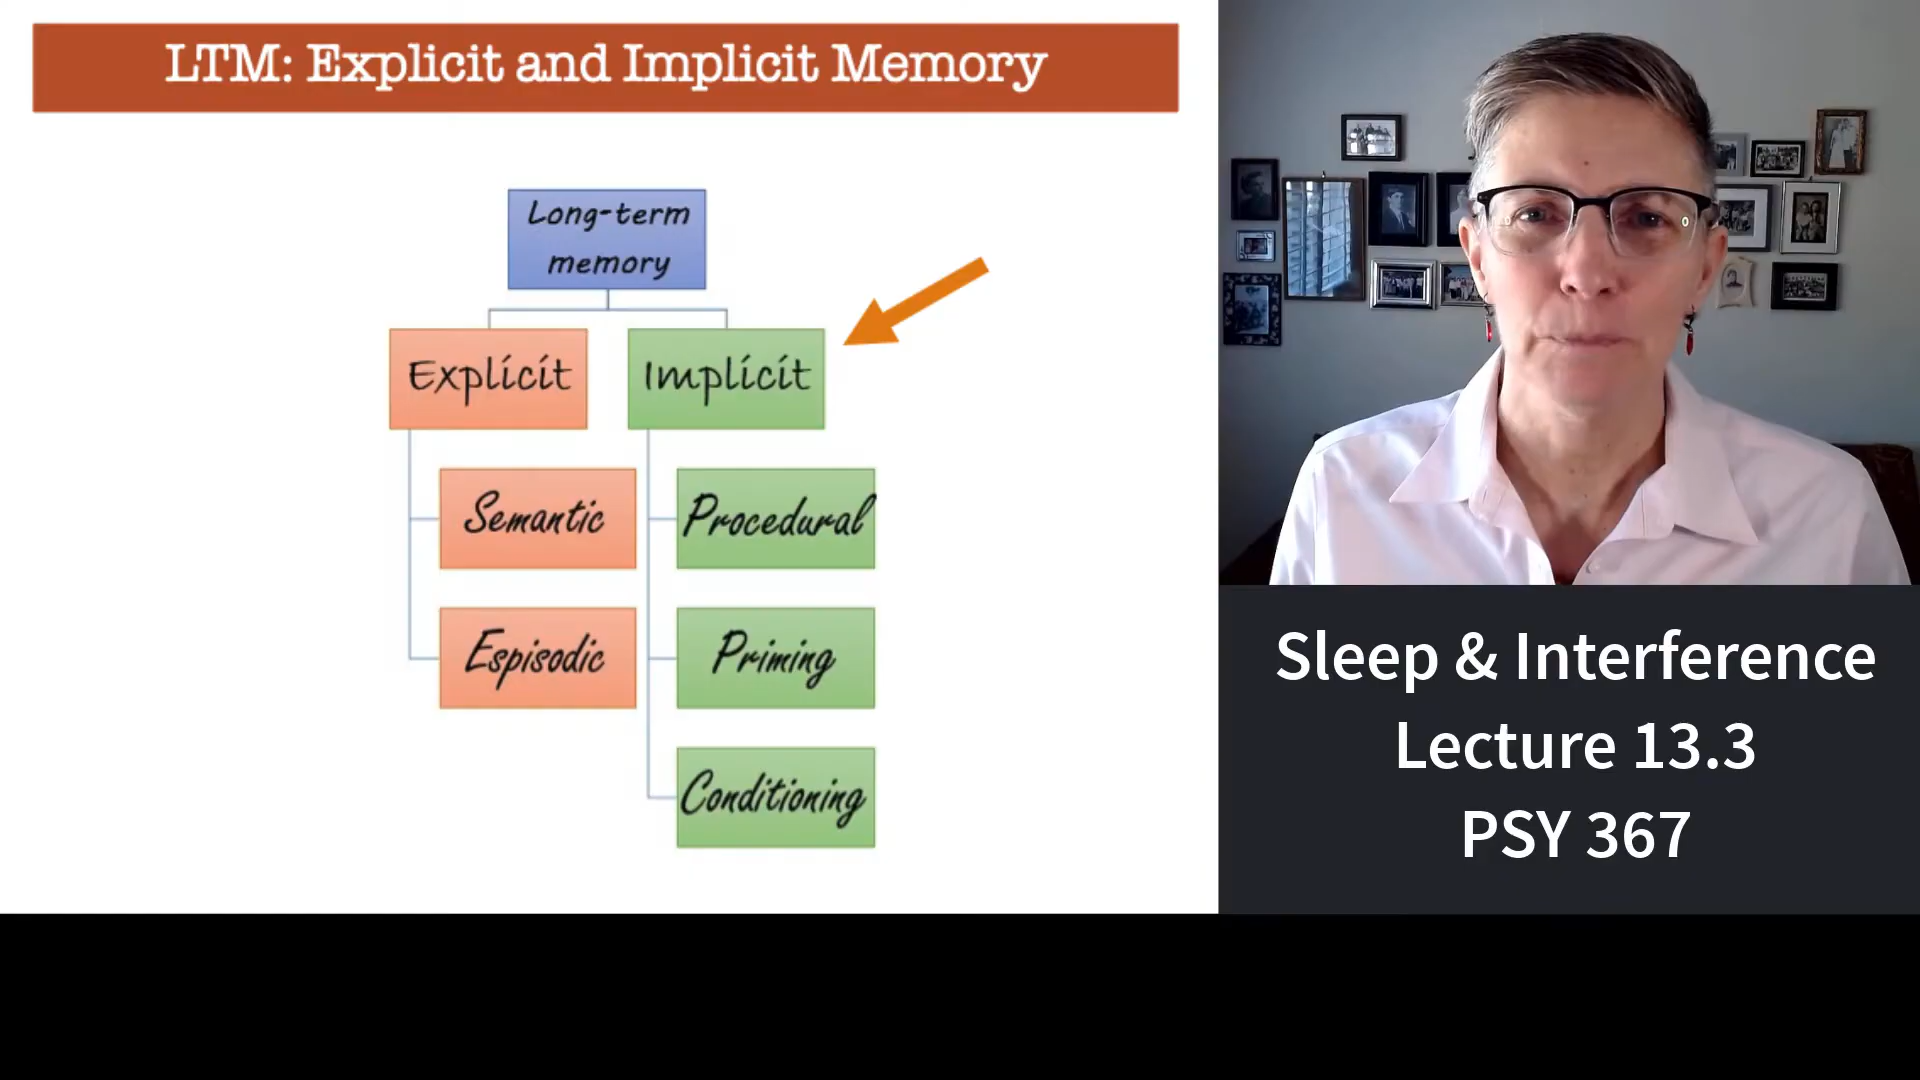 LTM: Explicit and Implicit Memory
Long-term
memory
Explicit
Implicit
Semantic
Procedural
Espisodic
Priming
Conditioning
Sleep & Interference
Lecture 13.3
PSY 367